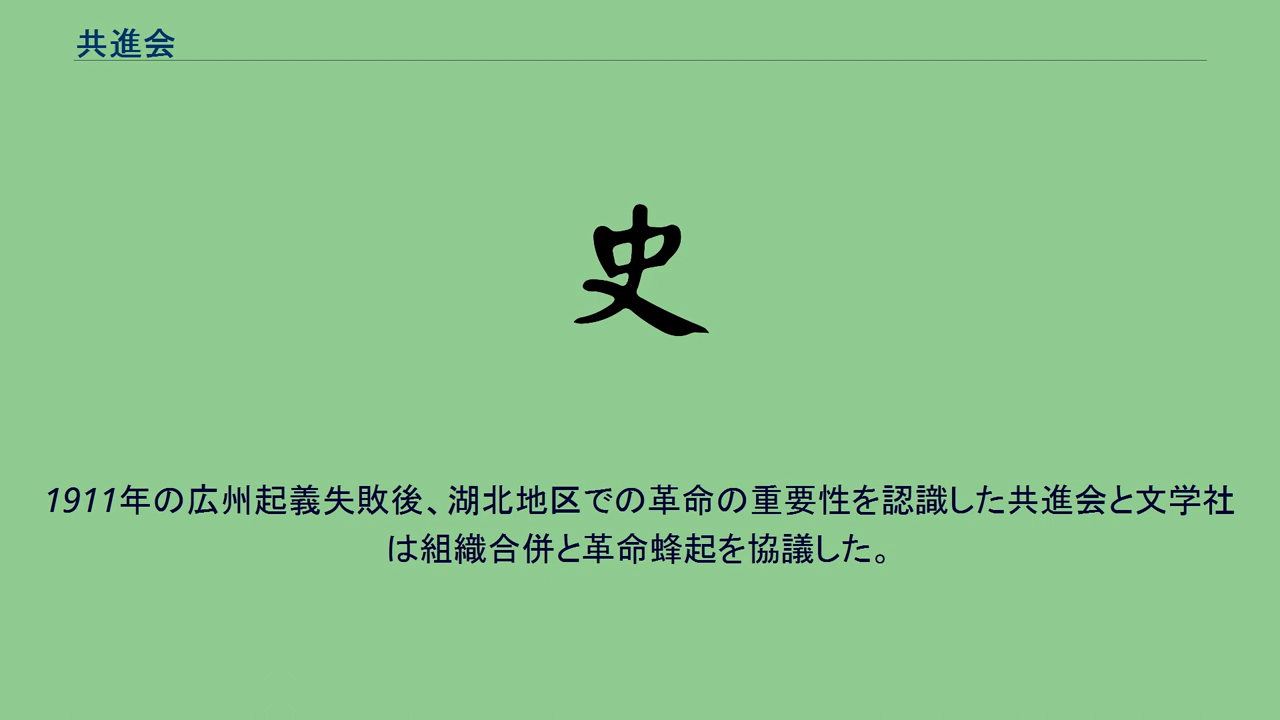 共進会
史
1911年の広州起義失敗後、湖北地区での革命の重要性を認識した共進会と文学社
は組織合併と革命蜂起を協議した。